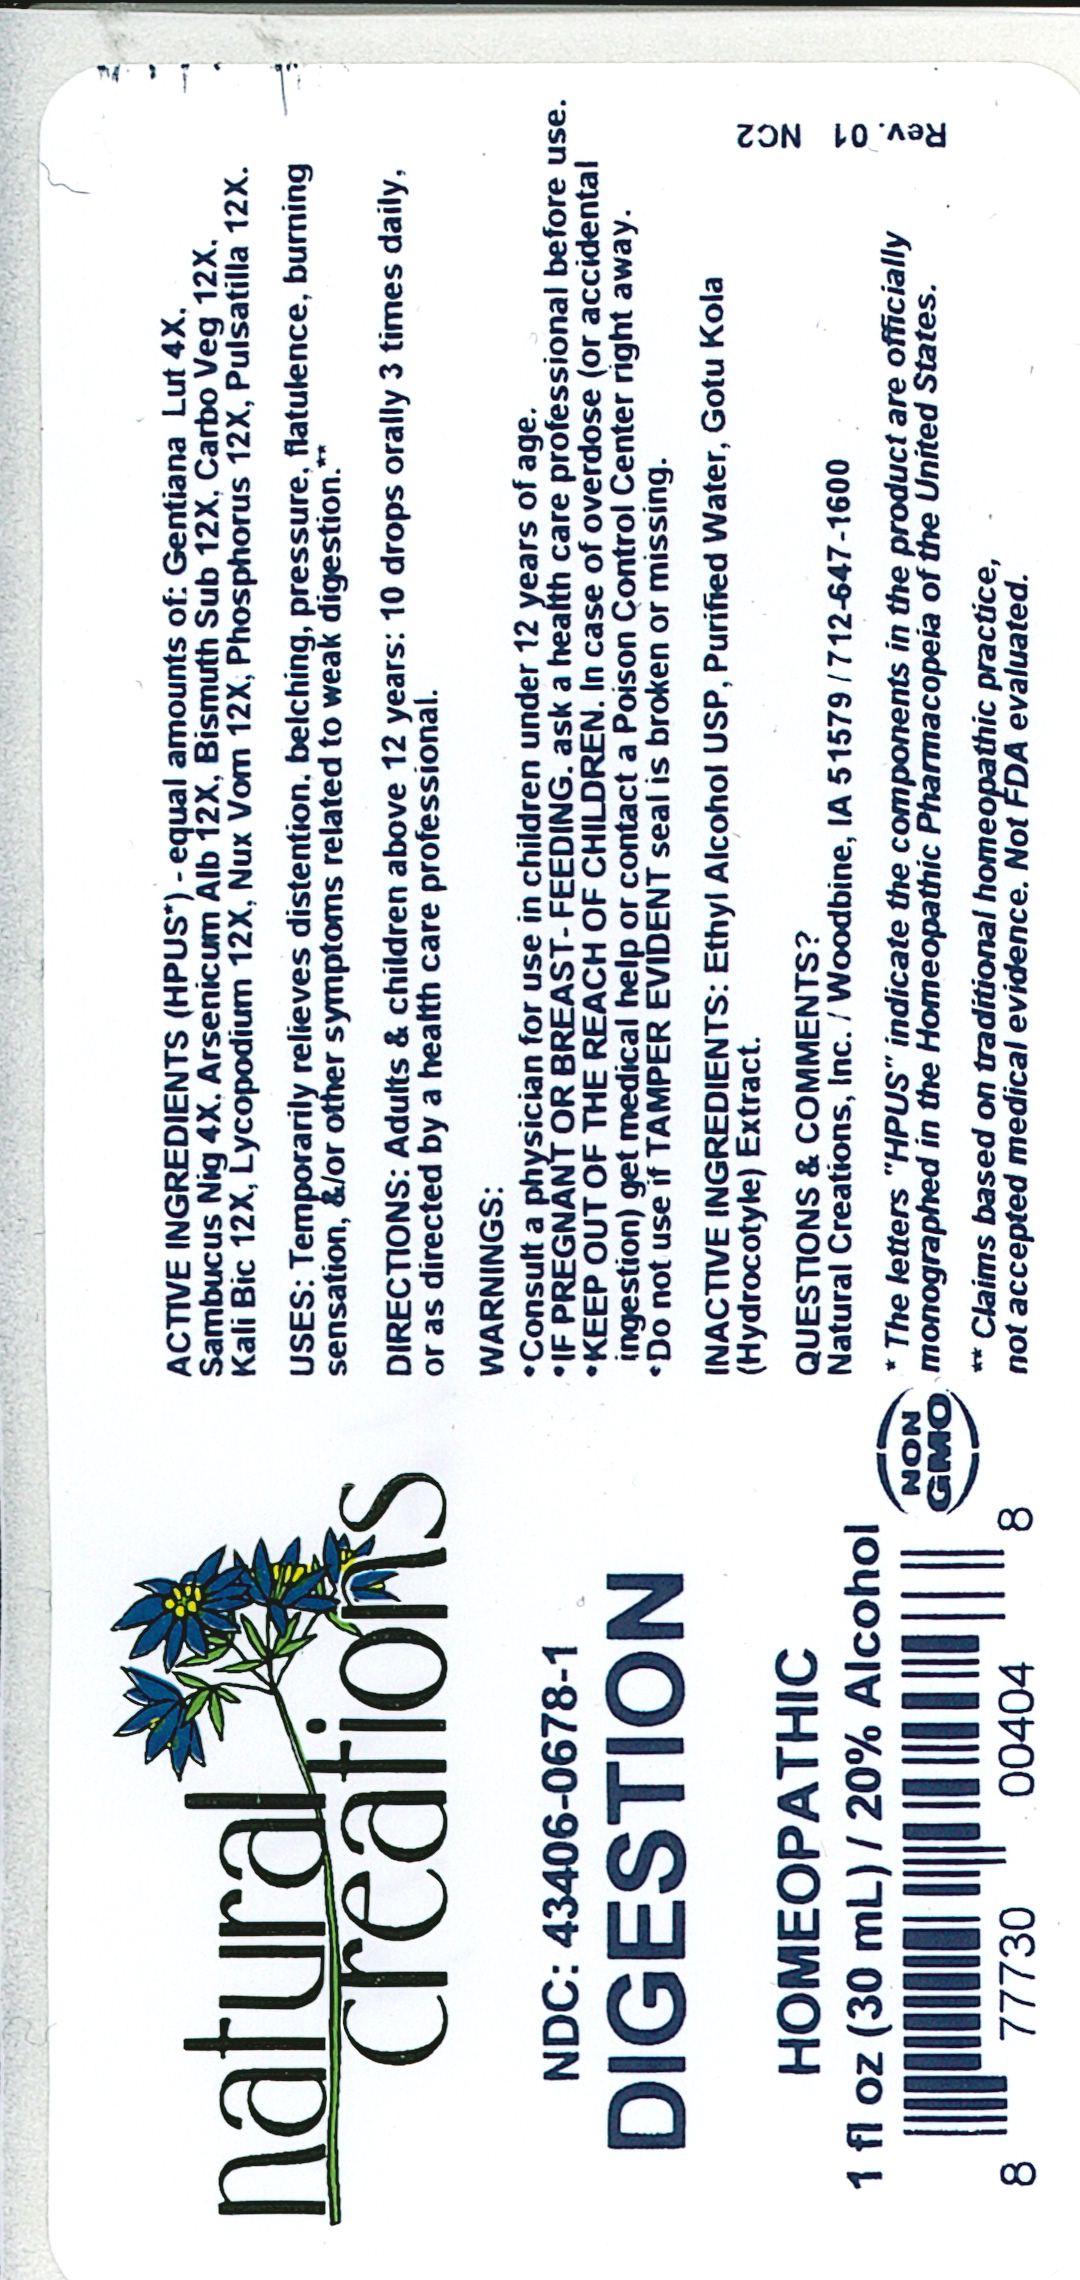 natural
creations
NDC: 43406-0678-1
DIGESTION
HOMEOPATHIC
1 fl oz (30 mL) / 20% Alcohol
8 77730 00404 8
NON
GMO
ACTIVE INGREDIENTS (HPUS*) - equal amounts of: Gentiana Lut 4X,
Sambucus Nig 4X, Arsenicum Alb 12X, Bismuth Sub 12X, Carbo Veg 12X,
Kali Bic 12X, Lycopodium 12X, Nux Vom 12X, Phosphorus 12X, Pulsatilla 12X.
USES: Temporarily relieves distention, belching, pressure, flatulence, burning
sensation, &/or other symptoms related to weak digestion.**
DIRECTIONS: Adults & children above 12 years: 10 drops orally 3 times daily,
or as directed by a health care professional.
WARNINGS:
•Consult a physician for use in children under 12 years of age.
•IF PREGNANT OR BREAST- FEEDING, ask a health care professional before use.
•KEEP OUT OF THE REACH OF CHILDREN. In case of overdose (or accidental
ingestion) get medical help or contact a Poison Control Center right away.
•Do not use if TAMPER EVIDENT seal is broken or missing.
INACTIVE INGREDIENTS: Ethyl Alcohol USP, Purified Water, Gotu Kola
(Hydrocotyle) Extract.
QUESTIONS & COMMENTS?
Natural Creations, Inc. / Woodbine, IA 51579 / 712-647-1600
* The letters "HPUS" indicate the components in the product are officially
monographed in the Homeopathic Pharmacopeia of the United States.
** Claims based on traditional homeopathic practice,
not accepted medical evidence. Not FDA evaluated.
Rev. 01 NC2